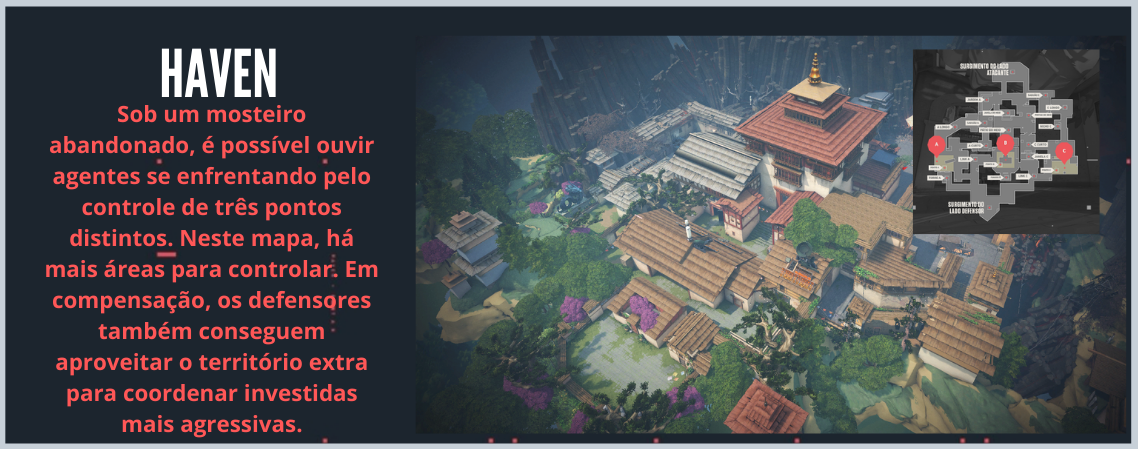 HAVEN
Sob um mosteiro
abandonado, é possível ouvir
agentes se enfrentando pelo
controle de três pontos
distintos. Neste mapa, há
mais áreas para controlar. Em
compensação, os defensores
também conseguem
aproveitar o território extra
para coordenar investidas
mais agressivas.
SURGIMENTO DO LADO
ATACANTE
A
B
C
SURGIMENTO DO
LADO DEFENSOR